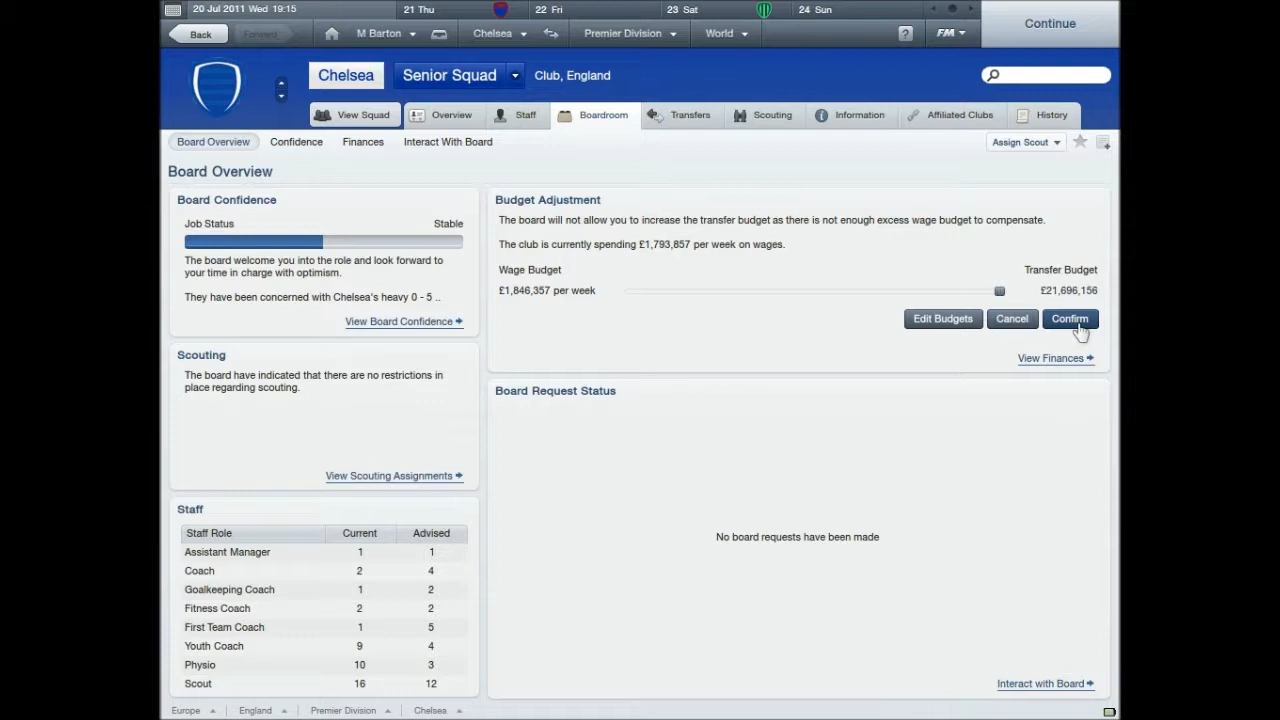 20 Jul 2011 Wed 19:15
21 Thu
22 Fri
23 Sat
24 Sun
Continue
Back
Forward
M Barton
Chelsea
Premier Division
World
?
FM
Chelsea
Senior Squad
Club, England
View Squad
Overview
Staff
Boardroom
Transfers
Scouting
Information
Affiliated Clubs
History
Board Overview
Confidence
Finances
Interact With Board
Assign Scout
Board Overview
Board Confidence
Job Status Stable
The board welcome you into the role and look forward to
your time in charge with optimism.
They have been concerned with Chelsea's heavy 0 - 5 ..
View Board Confidence
Scouting
The board have indicated that there are no restrictions in
place regarding scouting.
View Scouting Assignments
Staff
Staff Role Current Advised
Assistant Manager 1 1
Coach 2 4
Goalkeeping Coach 1 2
Fitness Coach 2 2
First Team Coach 1 5
Youth Coach 9 4
Physio 10 3
Scout 16 12
Budget Adjustment
The board will not allow you to increase the transfer budget as there is not enough excess wage budget to compensate.
The club is currently spending £1,793,857 per week on wages.
Wage Budget Transfer Budget
£1,846,357 per week £21,696,156
Edit Budgets Cancel Confirm
View Finances
Board Request Status
No board requests have been made
Interact with Board
Europe England Premier Division Chelsea